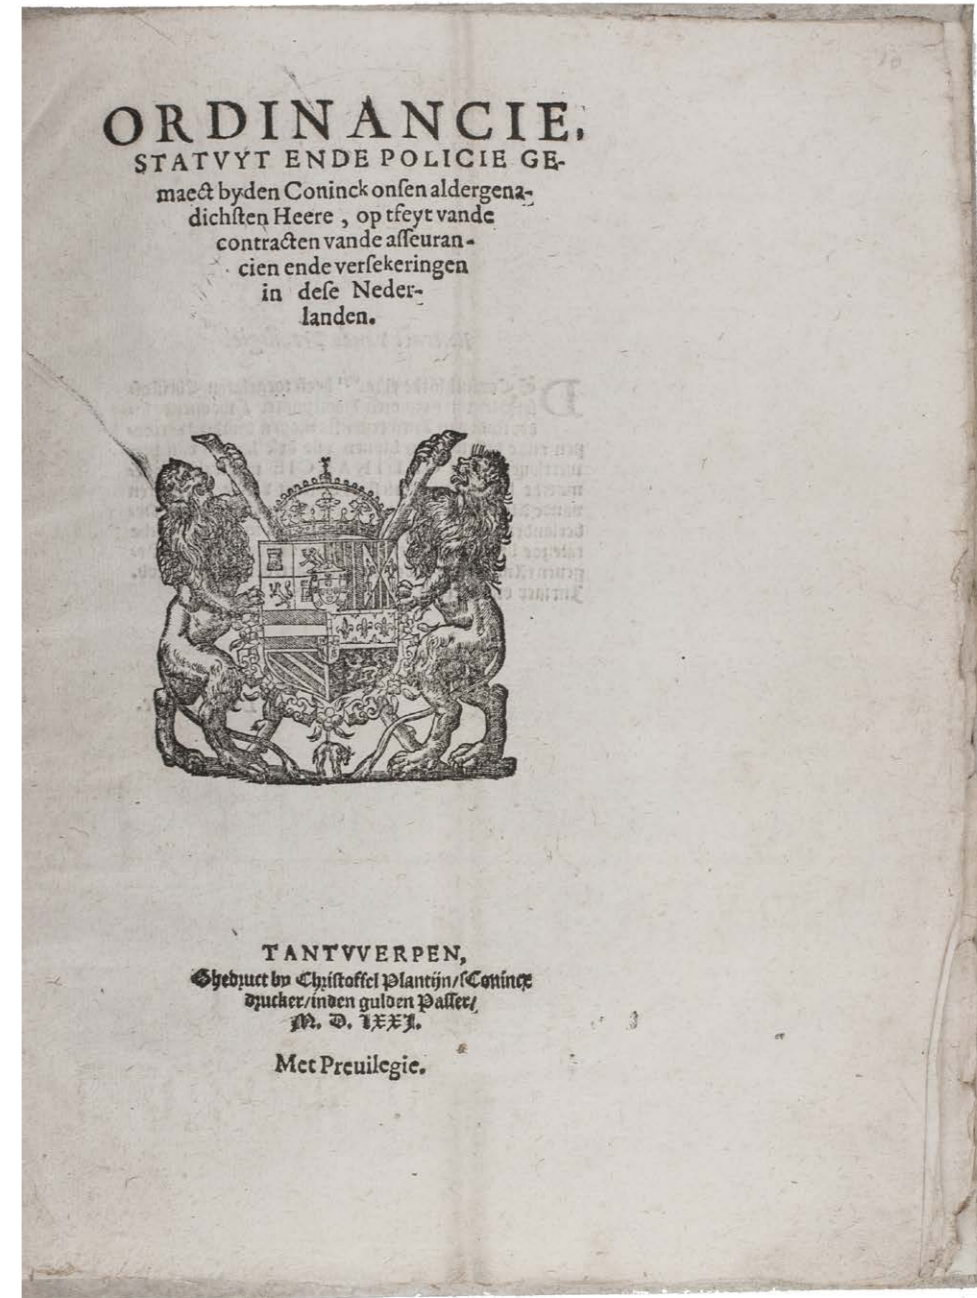 ORDINANCIE,
STATVYT ENDE POLICIE GE-
maect byden Coninck onsen aldergena-
dichsten Heere, op tfeyt vande
contracten vande asseuran-
cien ende versekeringen
in dese Neder-
landen.
TANTVVERPEN,
Ghedruct by Christoffel Plantijn/sConincx
drucker/inden gulden Passer/
M. D. LXXI.
Met Preuilegie.